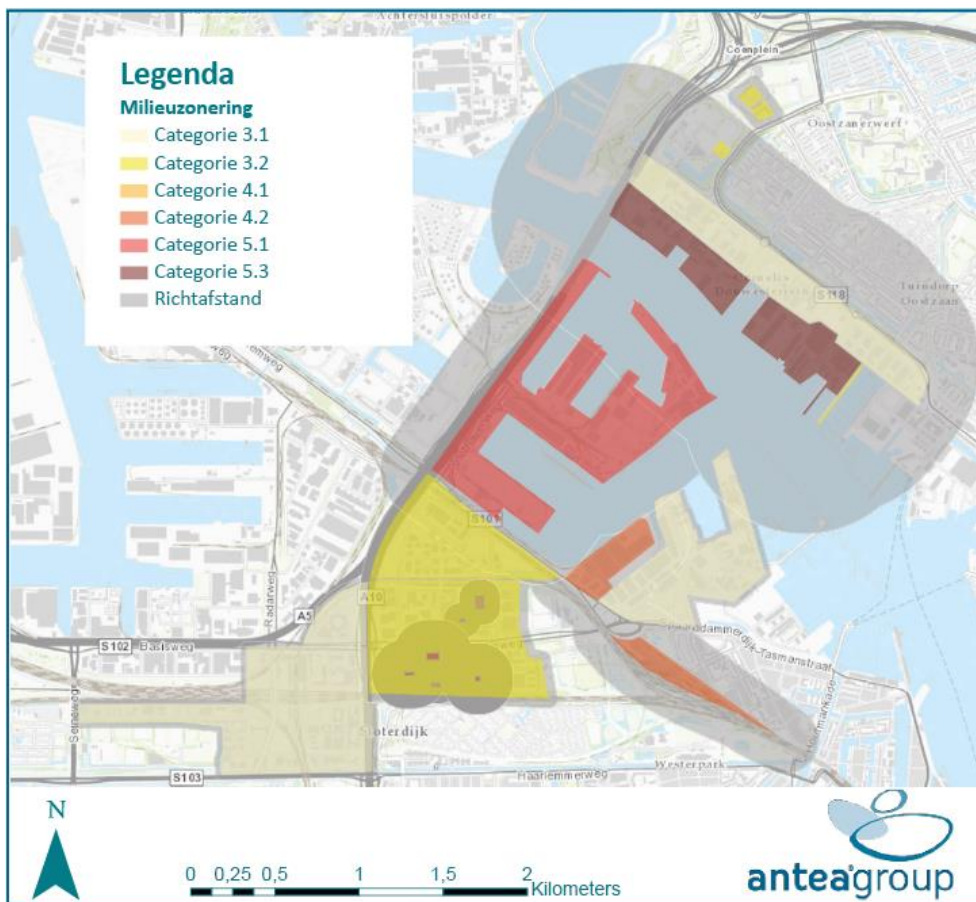 Achtersluispolder
Coenplein
Oostzanerwerf
Legenda
Milieuzonering
Categorie 3.1
Categorie 3.2
Categorie 4.1
Categorie 4.2
Categorie 5.1
Categorie 5.3
Richtafstand
S118
Tuindorp
Oostzaan
S101
Radarweg
A10
A5
S102
Basisweg
Seineweg
Sloterdijk
S103
Haarlemmerweg
Westerpark
N
0 0,25 0,5 1 1,5 2
Kilometers
anteagroup